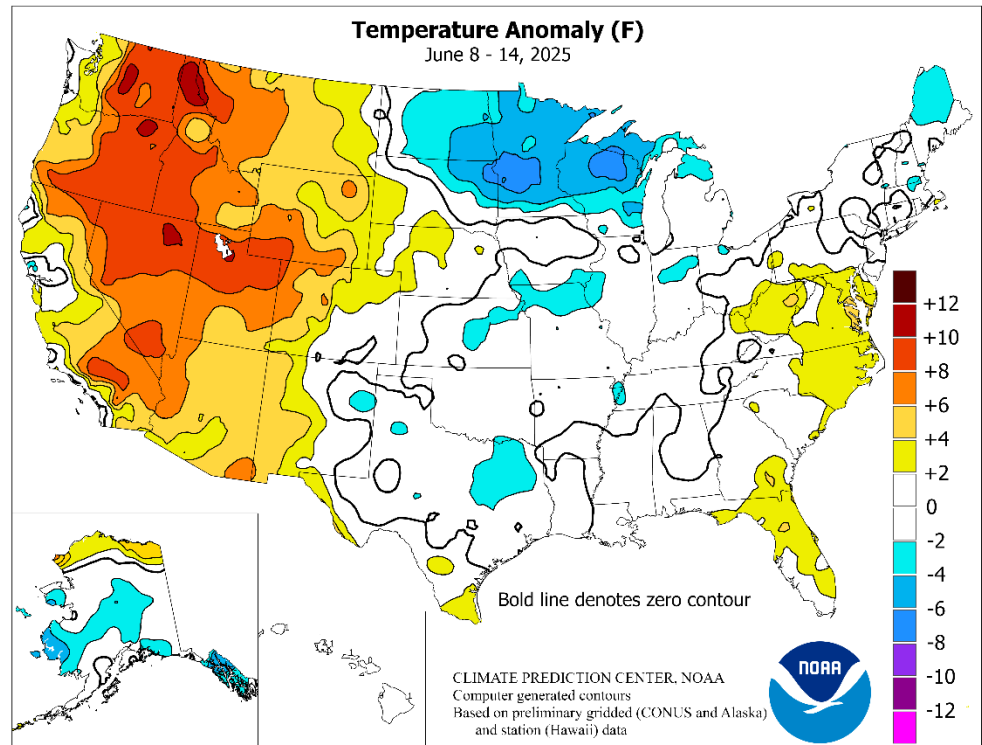 Temperature Anomaly (F)
June 8 - 14, 2025
+12
+10
+8
+6
+4
+2
0
-2
-4
-6
-8
-10
-12
Bold line denotes zero contour
CLIMATE PREDICTION CENTER, NOAA
Computer generated contours
Based on preliminary gridded (CONUS and Alaska)
and station (Hawaii) data
NOAA